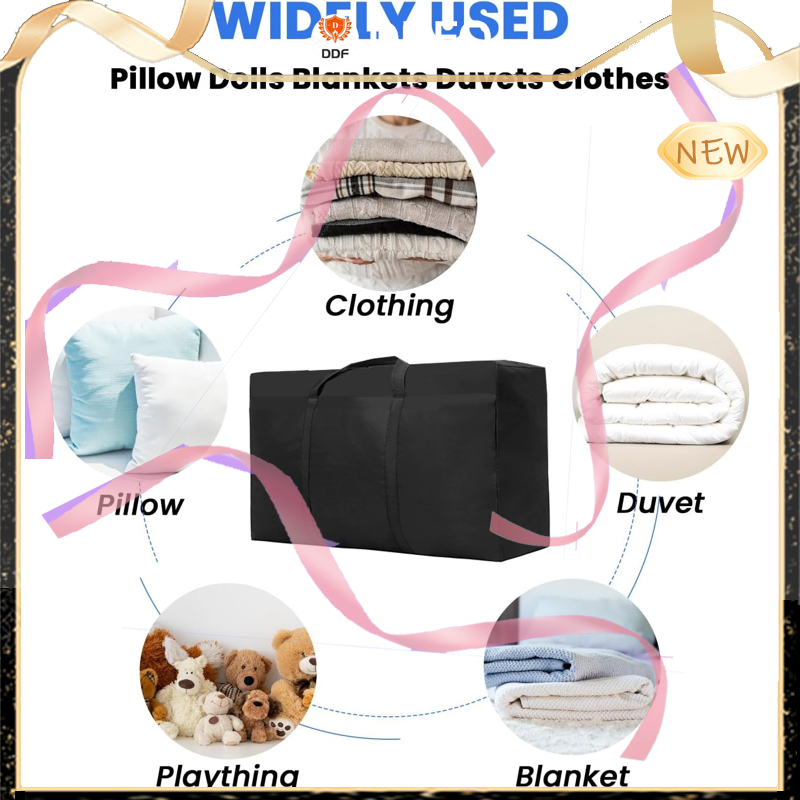 WIDELY USED
DDF
Pillow Dolls Blankets Duvets Clothes
NEW
Clothing
Pillow
Duvet
Plaything
Blanket